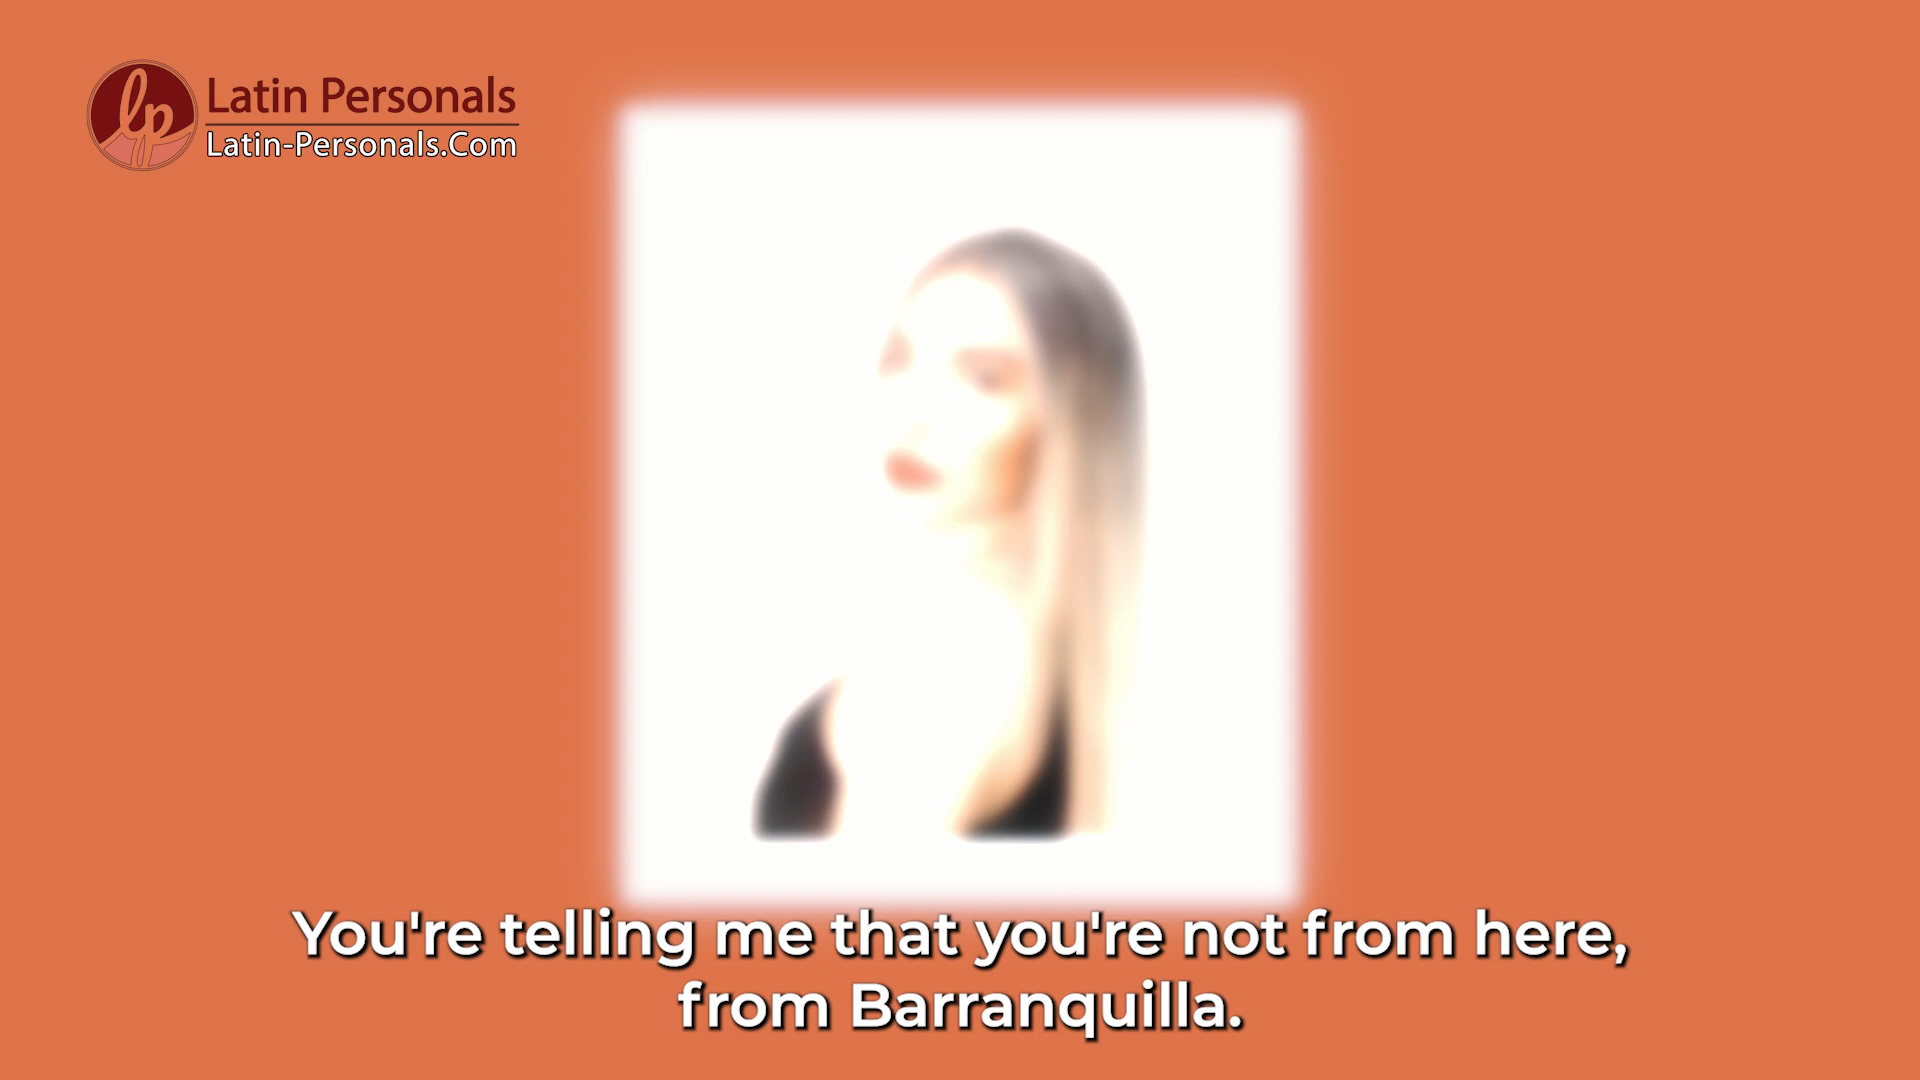 Latin Personals
Latin-Personals.Com
You're telling me that you're not from here,
from Barranquilla.